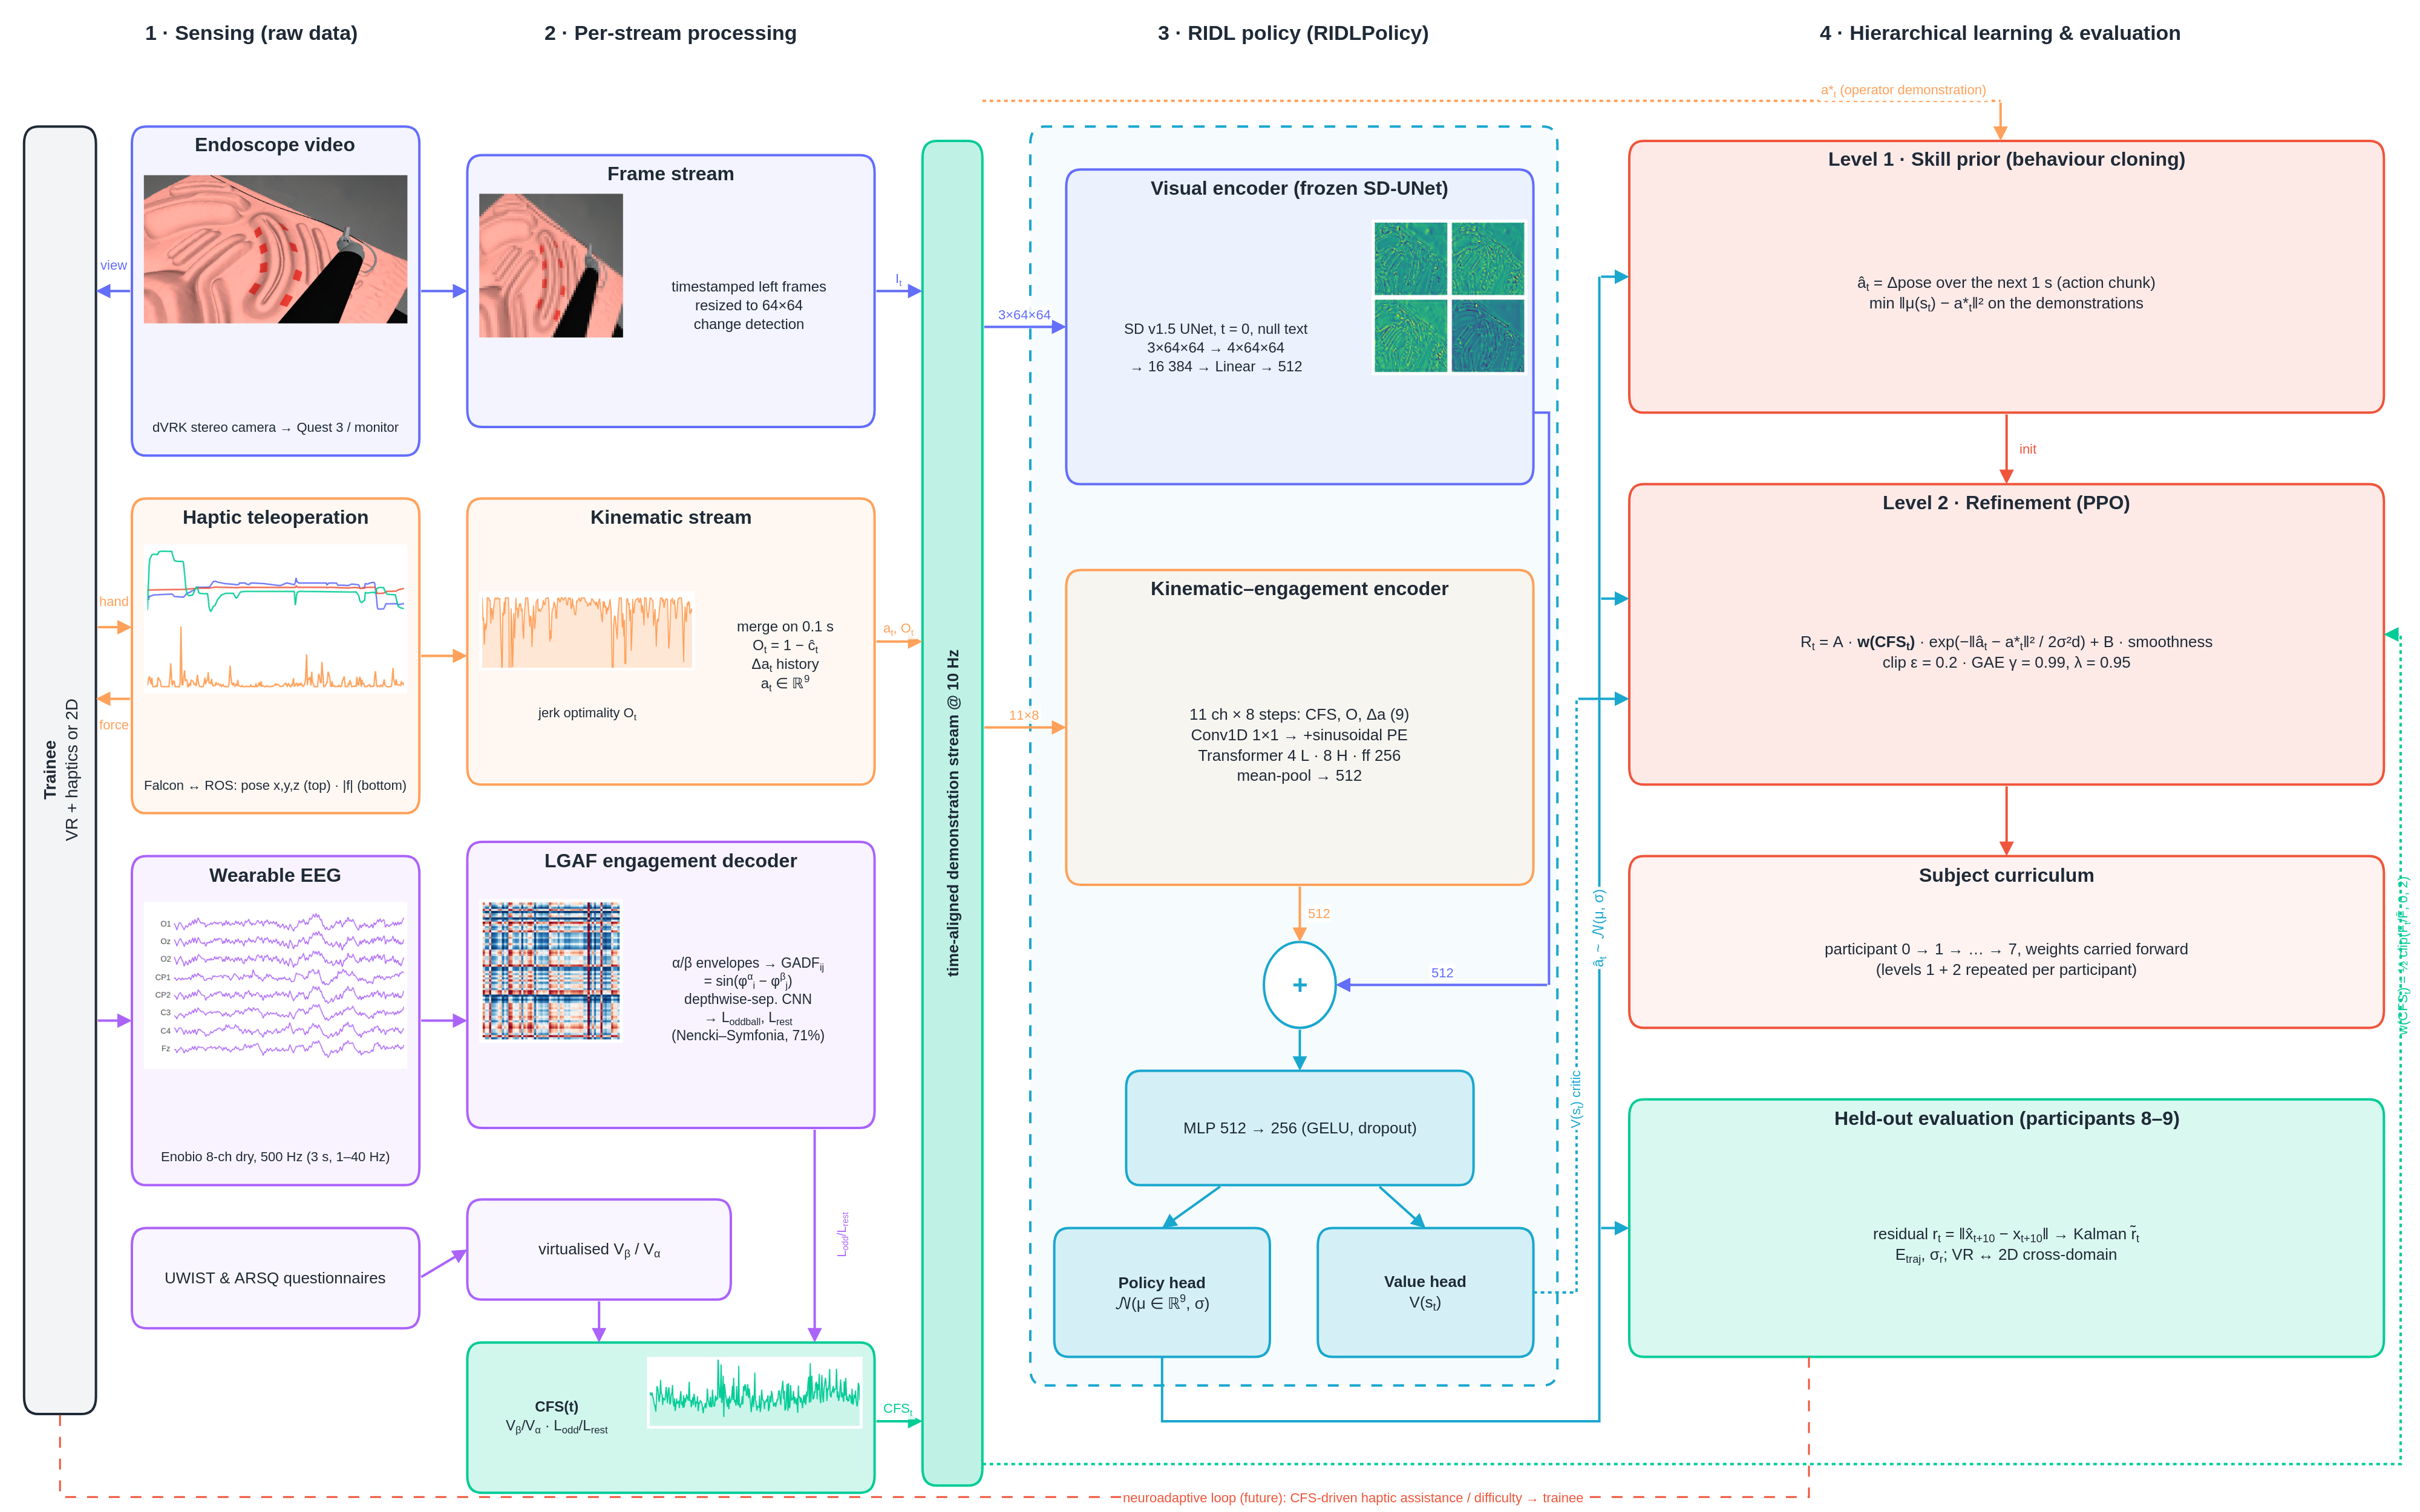 1 · Sensing (raw data)
2 · Per-stream processing
3 · RIDL policy (RIDLPolicy)
4 · Hierarchical learning & evaluation
a*t (operator demonstration)
Trainee
VR + haptics or 2D
view
hand
force
Endoscope video
dVRK stereo camera → Quest 3 / monitor
Haptic teleoperation
Falcon ↔ ROS: pose x,y,z (top) · |f| (bottom)
Wearable EEG
O1
Oz
O2
CP1
CP2
C3
C4
Fz
Enobio 8-ch dry, 500 Hz (3 s, 1–40 Hz)
UWIST & ARSQ questionnaires
Frame stream
timestamped left frames
resized to 64×64
change detection
It
Kinematic stream
merge on 0.1 s
Ot = 1 − ĉt
Δat history
at ∈ ℝ⁹
jerk optimality Ot
at, Ot
LGAF engagement decoder
α/β envelopes → GADFij
= sin(φαi − φβj)
depthwise-sep. CNN
→ Loddball, Lrest
(Nencki–Symfonia, 71%)
Lodd/Lrest
virtualised Vβ / Vα
CFS(t)
Vβ/Vα · Lodd/Lrest
CFSt
time-aligned demonstration stream @ 10 Hz
3×64×64
11×8
Visual encoder (frozen SD-UNet)
SD v1.5 UNet, t = 0, null text
3×64×64 → 4×64×64
→ 16 384 → Linear → 512
Kinematic–engagement encoder
11 ch × 8 steps: CFS, O, Δa (9)
Conv1D 1×1 → +sinusoidal PE
Transformer 4 L · 8 H · ff 256
mean-pool → 512
512
512
+
MLP 512 → 256 (GELU, dropout)
Policy head
𝒩(μ ∈ ℝ⁹, σ)
Value head
V(st)
V(st) critic
ât ~ 𝒩(μ, σ)
Level 1 · Skill prior (behaviour cloning)
ât = Δpose over the next 1 s (action chunk)
min ‖μ(st) − a*t‖² on the demonstrations
init
Level 2 · Refinement (PPO)
Rt = A · w(CFSt) · exp(−‖ât − a*t‖² / 2σ²d) + B · smoothness
clip ε = 0.2 · GAE γ = 0.99, λ = 0.95
Subject curriculum
participant 0 → 1 → … → 7, weights carried forward
(levels 1 + 2 repeated per participant)
Held-out evaluation (participants 8–9)
residual rt = ‖x̂t+10 − xt+10‖ → Kalman r̃t
Etraj, σr; VR ↔ 2D cross-domain
neuroadaptive loop (future): CFS-driven haptic assistance / difficulty → trainee